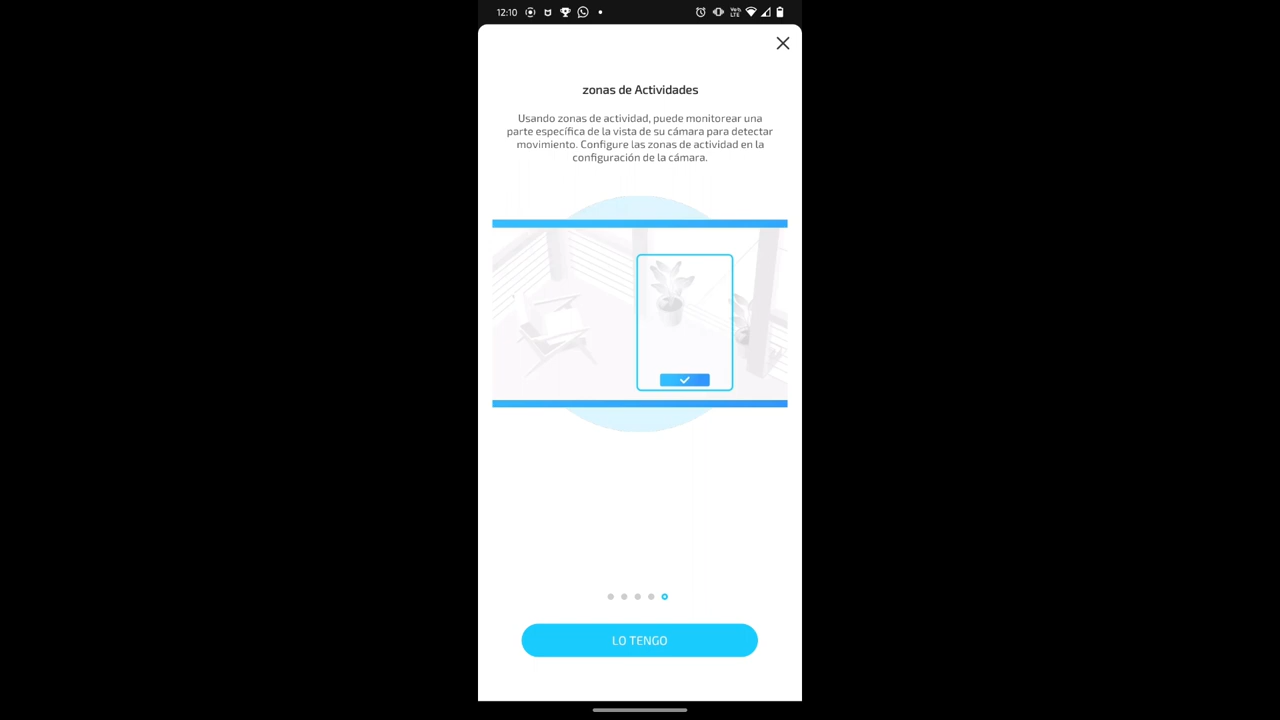 12:10
VoLTE
zonas de Actividades
Usando zonas de actividad, puede monitorear una
parte específica de la vista de su cámara para detectar
movimiento. Configure las zonas de actividad en la
configuración de la cámara.
LO TENGO